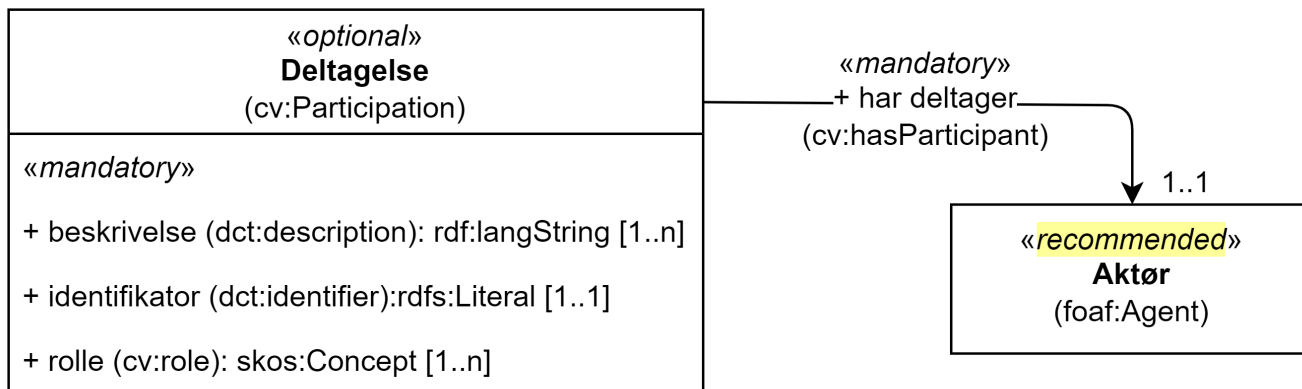 «optional»
Deltagelse
(cv:Participation)
«mandatory»
+ beskrivelse (dct:description): rdf:langString [1..n]
+ identifikator (dct:identifier):rdfs:Literal [1..1]
+ rolle (cv:role): skos:Concept [1..n]
«mandatory»
+ har deltager
(cv:hasParticipant)
1..1
«recommended»
Aktør
(foaf:Agent)